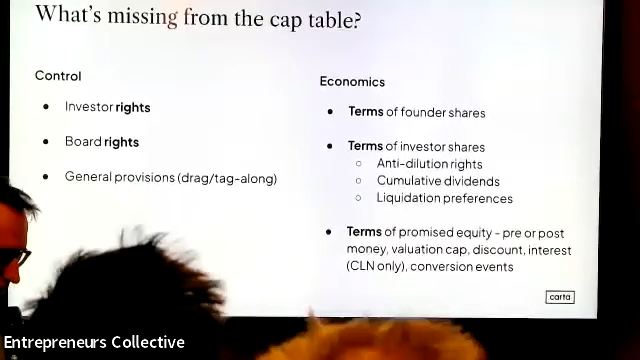 What's missing from the cap table?
Control
• Investor rights
• Board rights
• General provisions (drag/tag-along)
Economics
• Terms of founder shares
• Terms of investor shares
○ Anti-dilution rights
○ Cumulative dividends
○ Liquidation preferences
• Terms of promised equity - pre or post
money, valuation cap, discount, interest
(CLN only), conversion events
carta
Entrepreneurs Collective